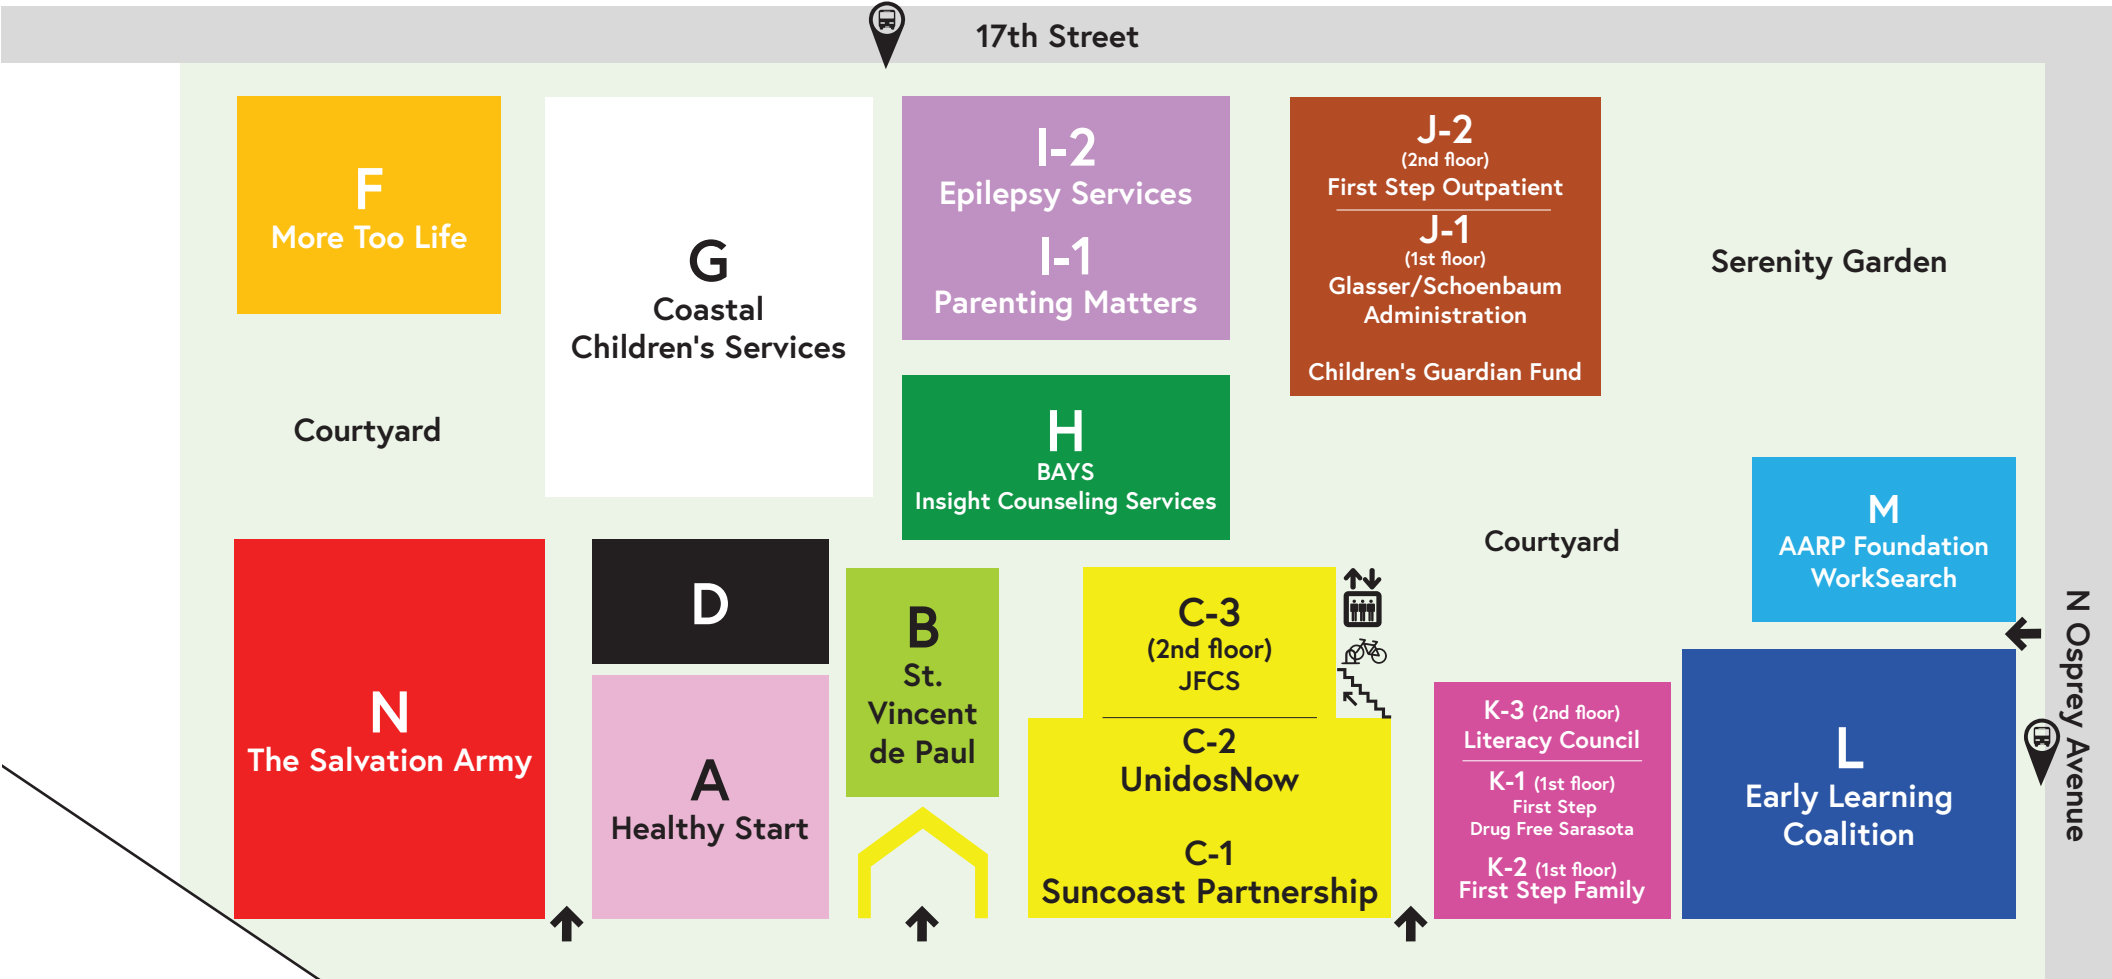 17th Street
F
More Too Life
G
Coastal
Children's Services
I-2
Epilepsy Services
I-1
Parenting Matters
J-2
(2nd floor)
First Step Outpatient
J-1
(1st floor)
Glasser/Schoenbaum
Administration
Children's Guardian Fund
Serenity Garden
Courtyard
H
BAYS
Insight Counseling Services
Courtyard
M
AARP Foundation
WorkSearch
N Osprey Avenue
N
The Salvation Army
D
A
Healthy Start
B
St.
Vincent
de Paul
C-3
(2nd floor)
JFCS
C-2
UnidosNow
C-1
Suncoast Partnership
K-3 (2nd floor)
Literacy Council
K-1 (1st floor)
First Step
Drug Free Sarasota
K-2 (1st floor)
First Step Family
L
Early Learning
Coalition